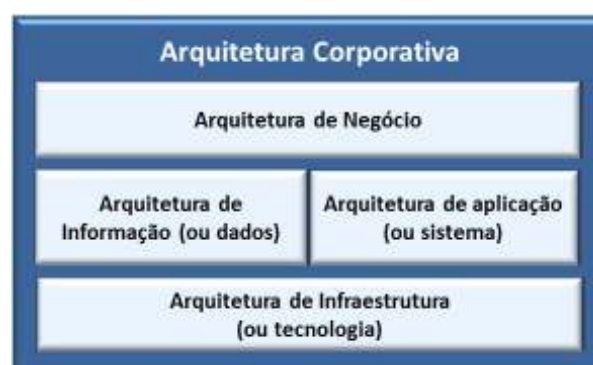 Arquitetura Corporativa
Arquitetura de Negócio
Arquitetura de
Informação (ou dados)
Arquitetura de aplicação
(ou sistema)
Arquitetura de Infraestrutura
(ou tecnologia)